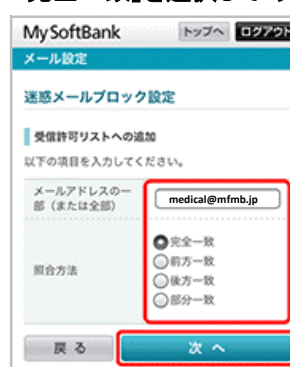 My SoftBank
トップへ
ログアウト
メール設定
迷惑メールブロック設定
受信許可リストへの追加
以下の項目を入力してください。
メールアドレスの一
部（または全部）
medical@mfmb.jp
照合方法
完全一致
前方一致
後方一致
部分一致
戻る
次へ